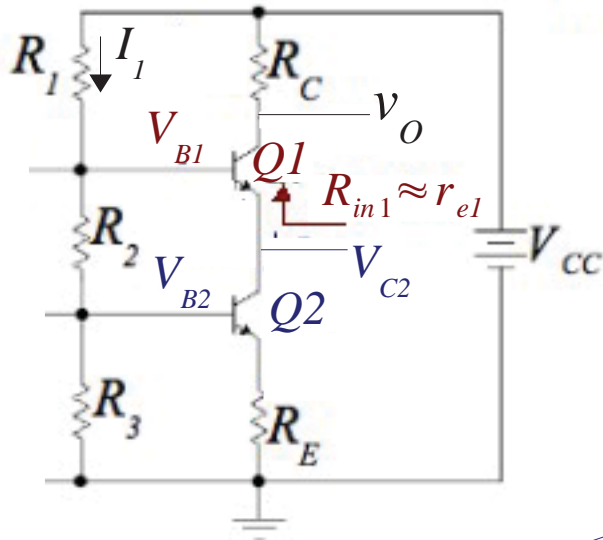 R1 I1
RC
vO
VB1 Q1
Rin1≈re1
R2
VCC
VB2 VC2
Q2
R3
RE